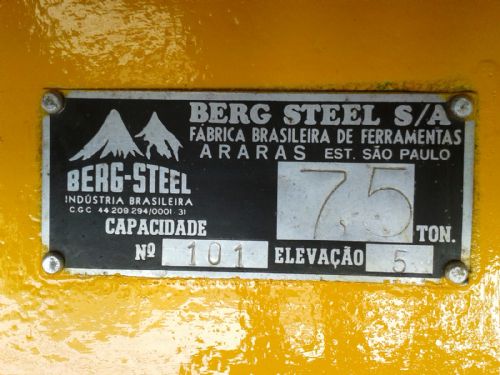 BERG STEEL S/A
FÁBRICA BRASILEIRA DE FERRAMENTAS
ARARAS EST. SÃO PAULO
BERG-STEEL
INDÚSTRIA BRASILEIRA
C.G.C. 44 209 294/0001 31
CAPACIDADE 7,5 TON.
Nº 101 ELEVAÇÃO 5